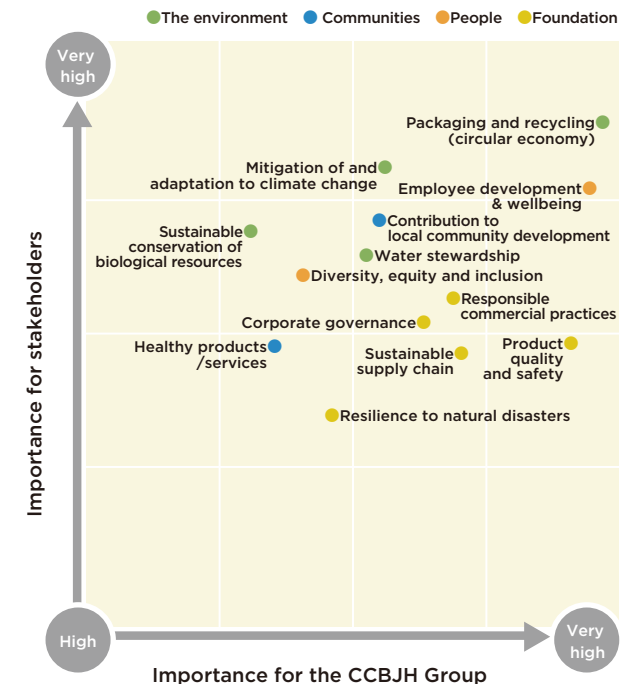 The environment Communities People Foundation
Very
high
Packaging and recycling
(circular economy)
Mitigation of and
adaptation to climate change
Employee development
& wellbeing
Contribution to
local community development
Sustainable
conservation of
biological resources
Water stewardship
Diversity, equity and inclusion
Responsible
commercial practices
Corporate governance
Healthy products
/services
Sustainable
supply chain
Product
quality
and safety
Resilience to natural disasters
Importance for stakeholders
High
Very
high
Importance for the CCBJH Group